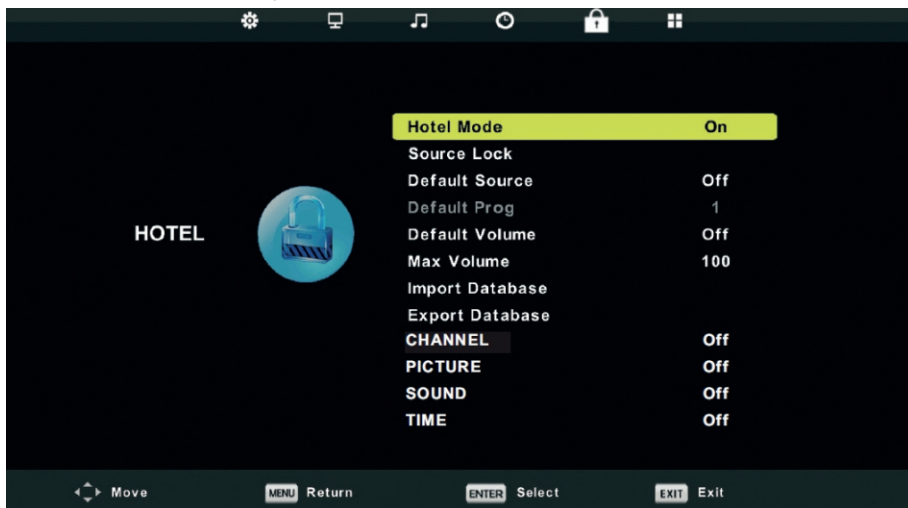 Hotel Mode On
Source Lock
Default Source Off
Default Prog 1
HOTEL
Default Volume Off
Max Volume 100
Import Database
Export Database
CHANNEL Off
PICTURE Off
SOUND Off
TIME Off
Move MENU Return ENTER Select EXIT Exit